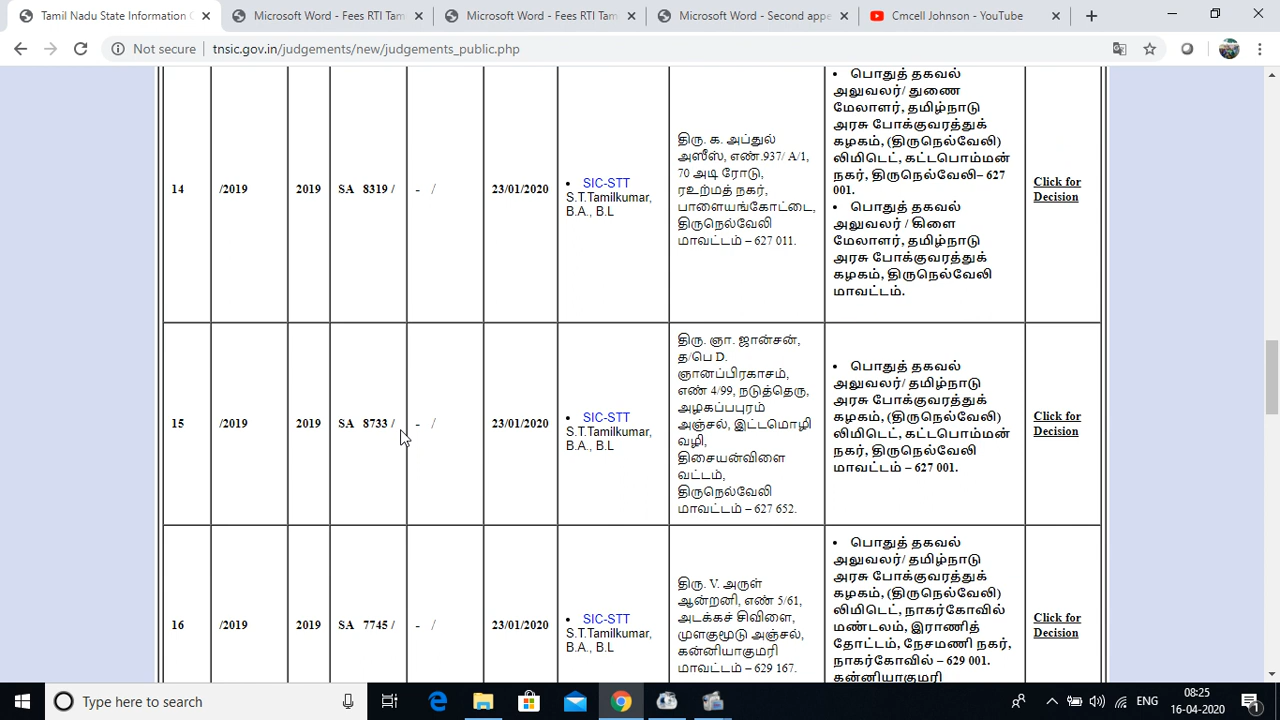 Tamil Nadu State Information C
Microsoft Word - Fees RTI Tam
Microsoft Word - Fees RTI Tam
Microsoft Word - Second appe
Cmcell Johnson - YouTube
Not secure
tnsic.gov.in/judgements/new/judgements_public.php
14
/2019
2019
SA 8319 /
- /
23/01/2020
SIC-STT
S.T.Tamilkumar,
B.A., B.L
திரு. க. அப்துல்
அஸீஸ், எண்.937/ A/1,
70 அடி ரோடு,
ரஹ்மத் நகர்,
பாளையங்கோட்டை,
திருநெல்வேலி
மாவட்டம் – 627 011.
பொதுத் தகவல்
அலுவலர்/ துணை
மேலாளர், தமிழ்நாடு
அரசு போக்குவரத்துக்
கழகம், (திருநெல்வேலி)
லிமிடெட், கட்டபொம்மன்
நகர், திருநெல்வேலி– 627
001.
பொதுத் தகவல்
அலுவலர் / கிளை
மேலாளர், தமிழ்நாடு
அரசு போக்குவரத்துக்
கழகம், திருநெல்வேலி
மாவட்டம்.
Click for
Decision
15
/2019
2019
SA 8733 /
- /
23/01/2020
SIC-STT
S.T.Tamilkumar,
B.A., B.L
திரு. ஞா. ஜான்சன்,
த/பெ D.
ஞானப்பிரகாசம்,
எண் 4/99, நடுத்தெரு,
அழகப்பபுரம்
அஞ்சல், இட்டமொழி
வழி,
திசையன்விளை
வட்டம்,
திருநெல்வேலி
மாவட்டம் – 627 652.
பொதுத் தகவல்
அலுவலர்/ தமிழ்நாடு
அரசு போக்குவரத்துக்
கழகம், (திருநெல்வேலி)
லிமிடெட், கட்டபொம்மன்
நகர், திருநெல்வேலி
மாவட்டம் – 627 001.
Click for
Decision
16
/2019
2019
SA 7745 /
- /
23/01/2020
SIC-STT
S.T.Tamilkumar,
B.A., B.L
திரு. V. அருள்
ஆன்றனி, எண் 5/61,
அடக்கச் சிவிளை,
முளகுமூடு அஞ்சல்,
கன்னியாகுமரி
மாவட்டம் – 629 167.
பொதுத் தகவல்
அலுவலர்/ தமிழ்நாடு
அரசு போக்குவரத்துக்
கழகம், (திருநெல்வேலி)
லிமிடெட், நாகர்கோவில்
மண்டலம், இராணித்
தோட்டம், நேசமணி நகர்,
நாகர்கோவில் – 629 001.
கன்னியாகுமரி
Click for
Decision
Type here to search
ENG
08:25
16-04-2020